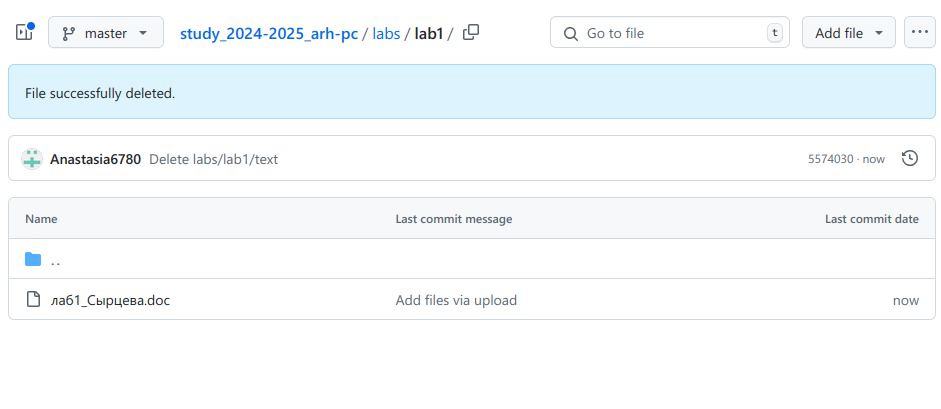 master study_2024-2025_arh-pc / labs / lab1 / Go to file t Add file ...
File successfully deleted.
Anastasia6780 Delete labs/lab1/text 5574030 · now
Name Last commit message Last commit date
..
лаб1_Сырцева.doc Add files via upload now